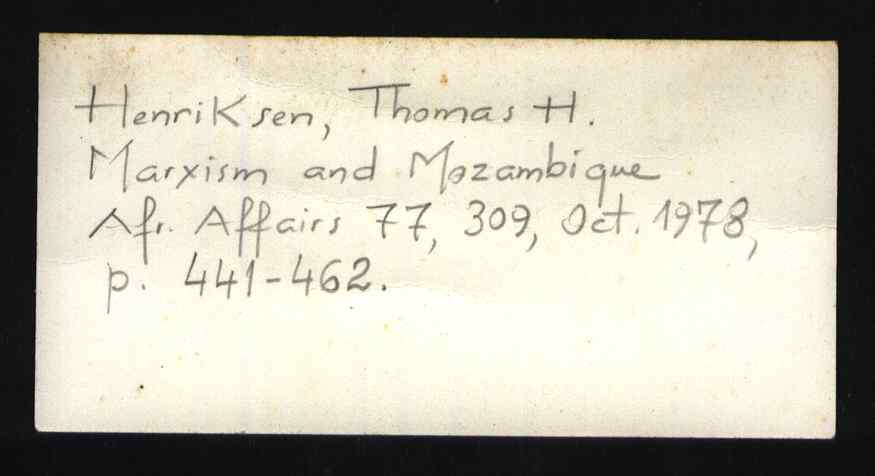 Henriksen, Thomas H.
Marxism and Mozambique
Afr. Affairs 77, 309, Oct. 1978,
p. 441-462.